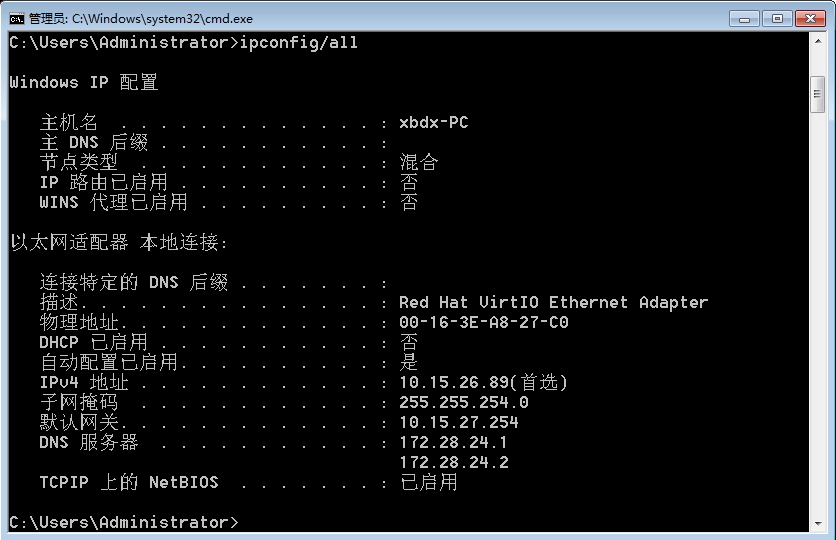 管理员: C:\Windows\system32\cmd.exe
C:\Users\Administrator>ipconfig/all
Windows IP 配置
主机名 . . . . . . . . . . . . . : xbdx-PC
主 DNS 后缀 . . . . . . . . . . . :
节点类型 . . . . . . . . . . . . : 混合
IP 路由已启用 . . . . . . . . . . : 否
WINS 代理已启用 . . . . . . . . . : 否
以太网适配器 本地连接:
连接特定的 DNS 后缀 . . . . . . . :
描述. . . . . . . . . . . . . . . : Red Hat VirtIO Ethernet Adapter
物理地址. . . . . . . . . . . . . : 00-16-3E-A8-27-C0
DHCP 已启用 . . . . . . . . . . . : 否
自动配置已启用. . . . . . . . . . : 是
IPv4 地址 . . . . . . . . . . . . : 10.15.26.89(首选)
子网掩码 . . . . . . . . . . . . : 255.255.254.0
默认网关. . . . . . . . . . . . . : 10.15.27.254
DNS 服务器 . . . . . . . . . . . : 172.28.24.1
172.28.24.2
TCPIP 上的 NetBIOS . . . . . . . : 已启用
C:\Users\Administrator>